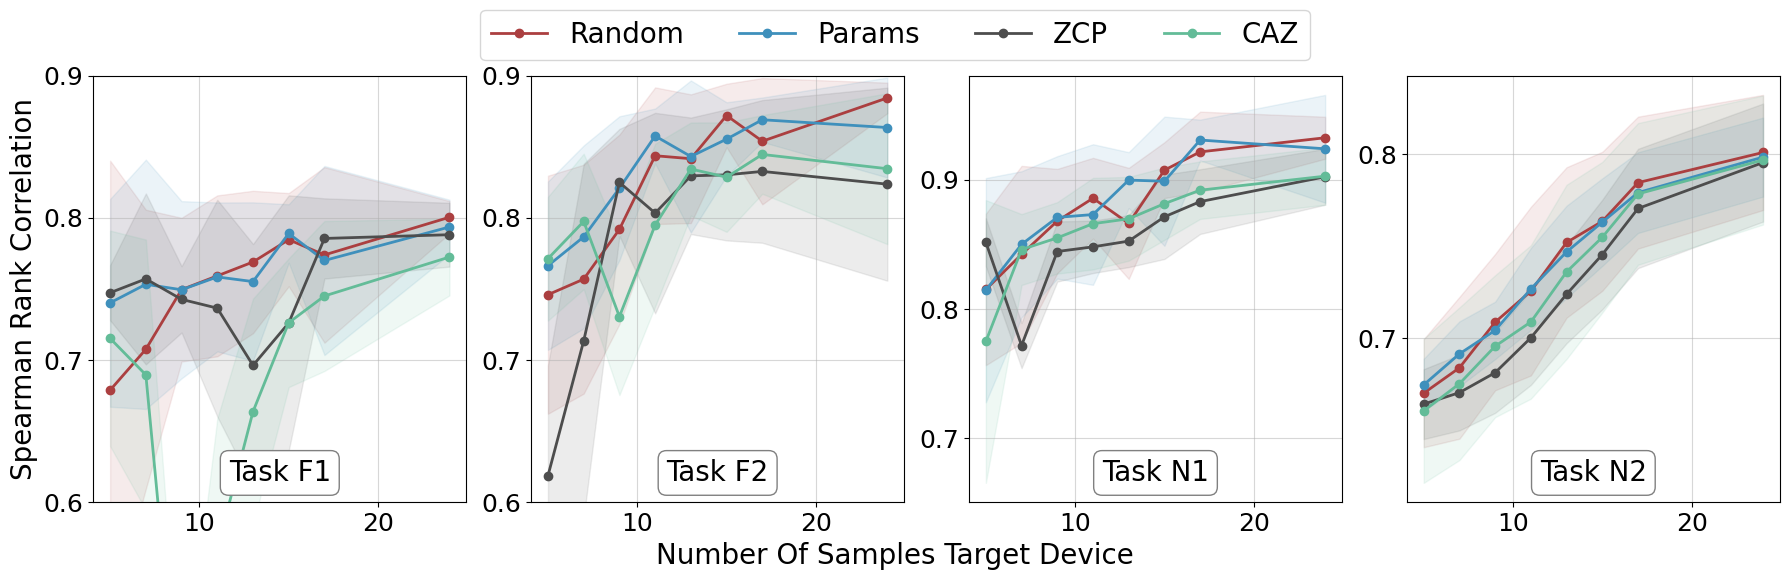 Random Params ZCP CAZ
Spearman Rank Correlation
0.9
0.8
0.7
0.6
10 20
Task F1
0.9
0.8
0.7
0.6
10 20
Task F2
0.9
0.8
0.7
10 20
Task N1
0.8
0.7
10 20
Task N2
Number Of Samples Target Device